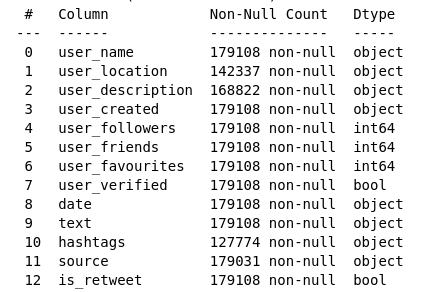 #   Column            Non-Null Count   Dtype
---  ------            --------------   -----
0   user_name         179108 non-null  object
1   user_location     142337 non-null  object
2   user_description  168822 non-null  object
3   user_created      179108 non-null  object
4   user_followers    179108 non-null  int64
5   user_friends      179108 non-null  int64
6   user_favourites   179108 non-null  int64
7   user_verified     179108 non-null  bool
8   date              179108 non-null  object
9   text              179108 non-null  object
10  hashtags          127774 non-null  object
11  source            179031 non-null  object
12  is_retweet        179108 non-null  bool